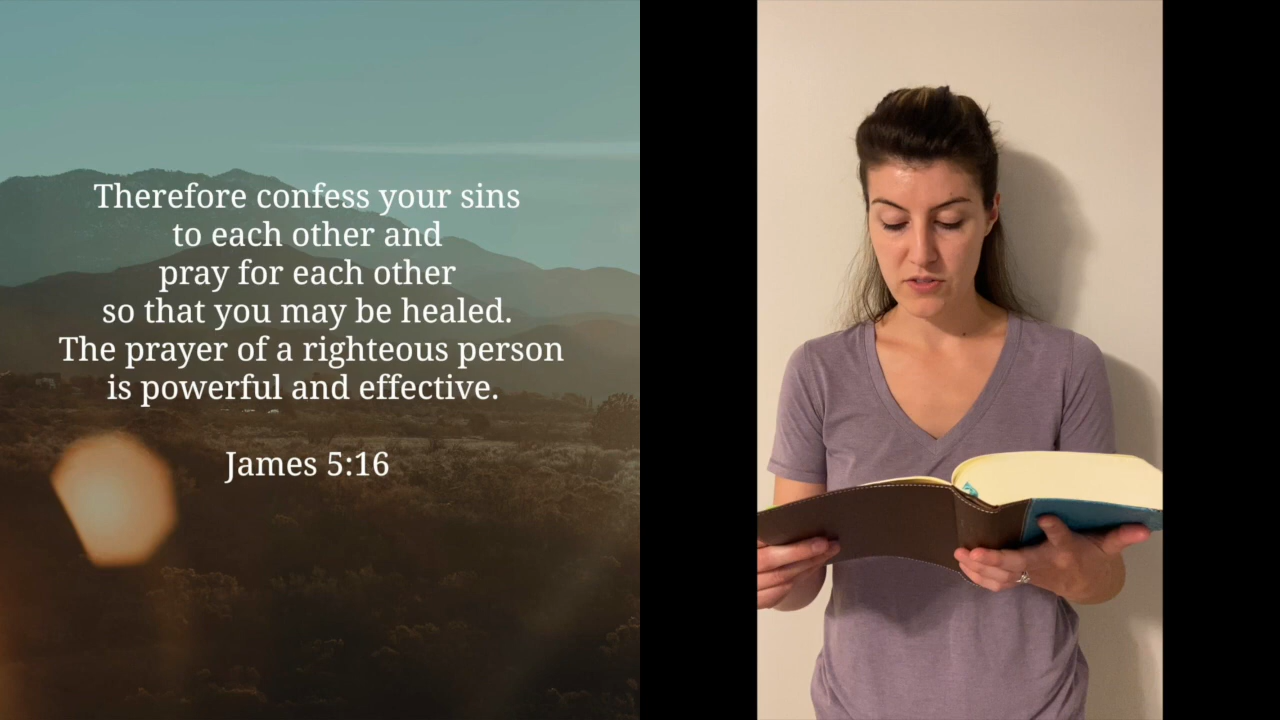 Therefore confess your sins
to each other and
pray for each other
so that you may be healed.
The prayer of a righteous person
is powerful and effective.
James 5:16